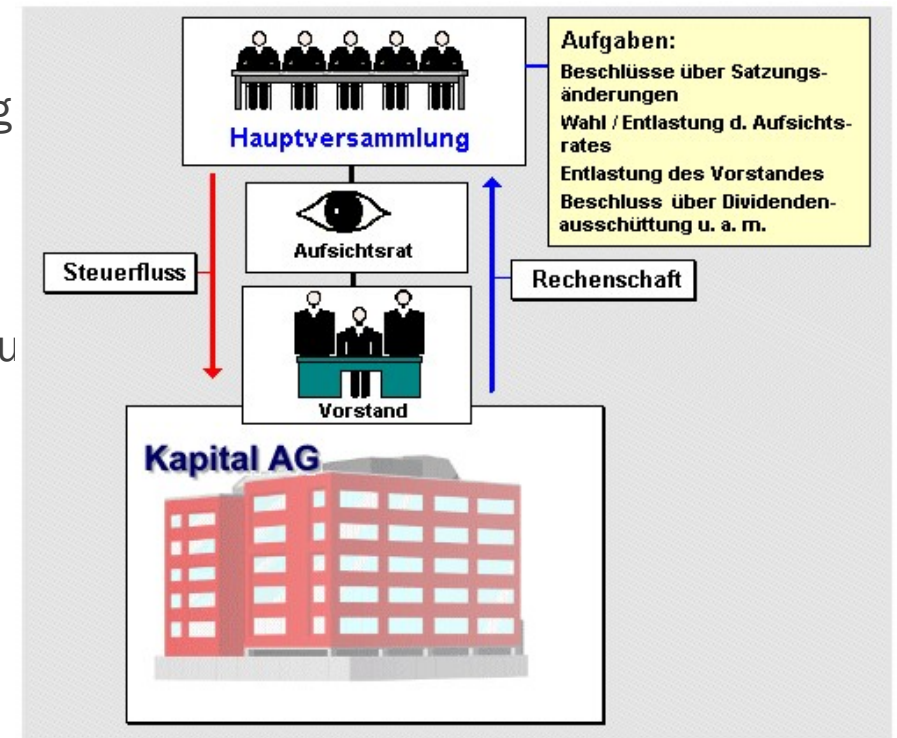 Hauptversammlung
Aufgaben:
Beschlüsse über Satzungs-
änderungen
Wahl / Entlastung d. Aufsichts-
rates
Entlastung des Vorstandes
Beschluss über Dividenden-
ausschüttung u. a. m.
Aufsichtsrat
Steuerfluss
Rechenschaft
Vorstand
Kapital AG